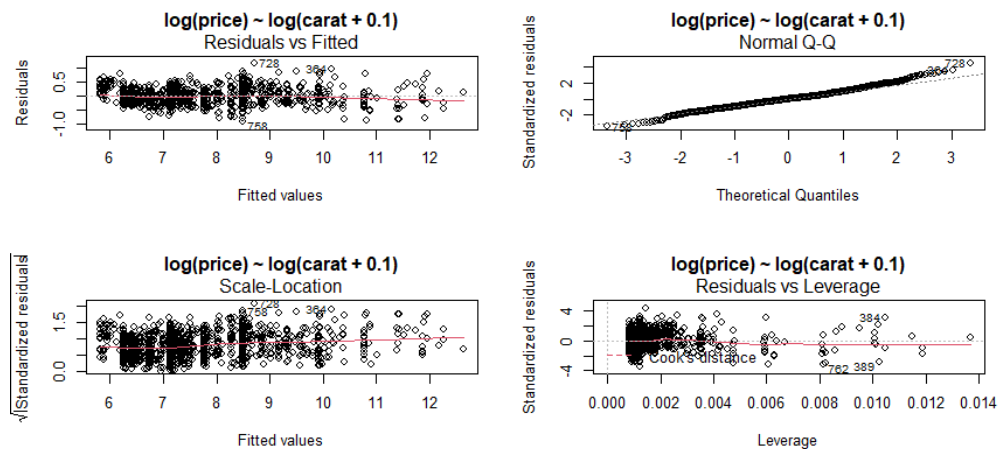 log(price) ~ log(carat + 0.1)
Residuals vs Fitted
Residuals
0.5
-1.0
728
384
758
6 7 8 9 10 11 12
Fitted values
log(price) ~ log(carat + 0.1)
Normal Q-Q
Standardized residuals
2
-2
728
384
758
-3 -2 -1 0 1 2 3
Theoretical Quantiles
log(price) ~ log(carat + 0.1)
Scale-Location
√|Standardized residuals
1.5
0.0
728
758
384
6 7 8 9 10 11 12
Fitted values
log(price) ~ log(carat + 0.1)
Residuals vs Leverage
Standardized residuals
4
0
-4
384
Cook's distance
762
389
0.000 0.002 0.004 0.006 0.008 0.010 0.012 0.014
Leverage